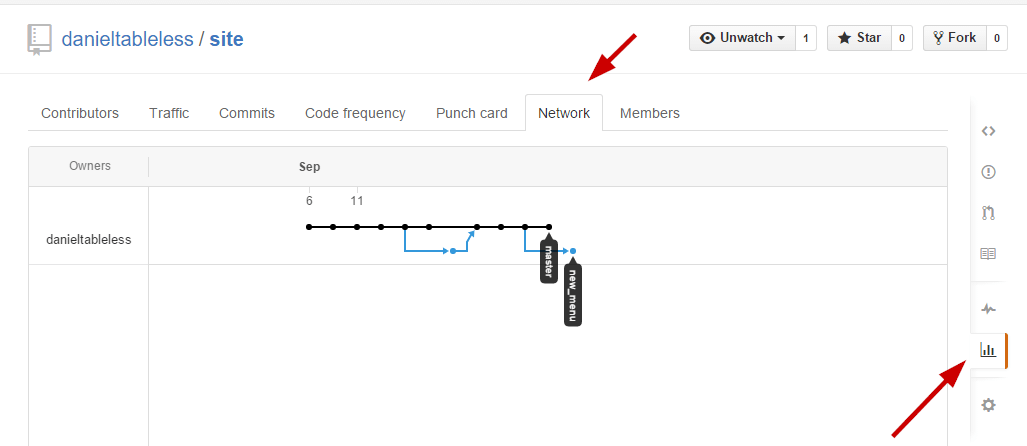 danieltableless / site
Unwatch 1 Star 0 Fork 0
Contributors Traffic Commits Code frequency Punch card Network Members
Owners Sep
6 11
danieltableless
master
new_menu